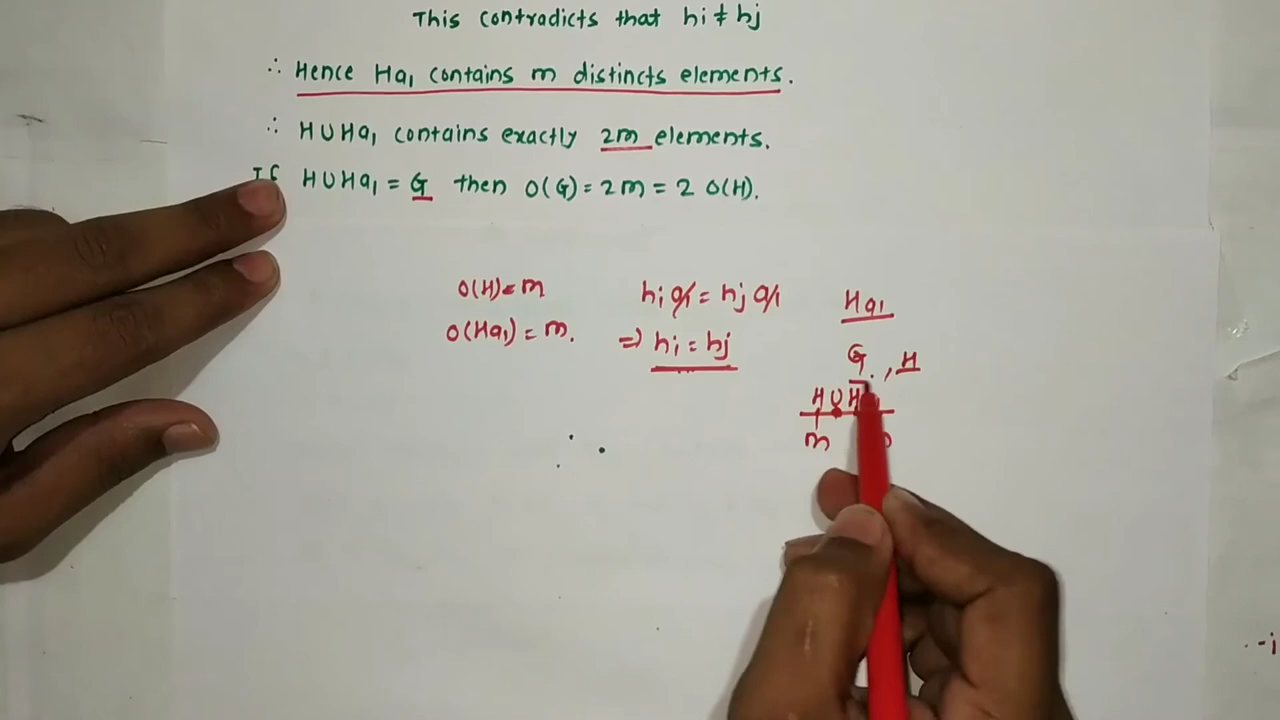 This contradicts that hi ≠ hj
∴ Hence Ha₁ contains m distincts elements.
∴ H∪Ha₁ contains exactly 2m elements.
If H∪Ha₁ = G then O(G) = 2m = 2 O(H).
O(H) = m
O(Ha₁) = m.
hi a₁ = hj a₁
⇒ hi = hj
Ha₁
G. , H
H∪H
m
-i